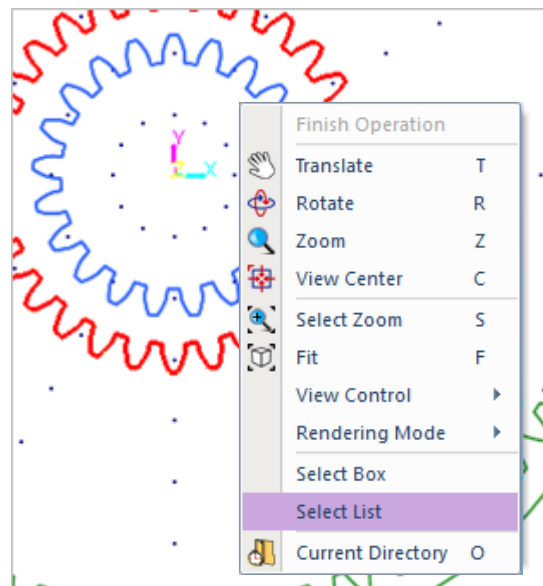 Y
Z X
Finish Operation
Translate T
Rotate R
Zoom Z
View Center C
Select Zoom S
Fit F
View Control
Rendering Mode
Select Box
Select List
Current Directory O